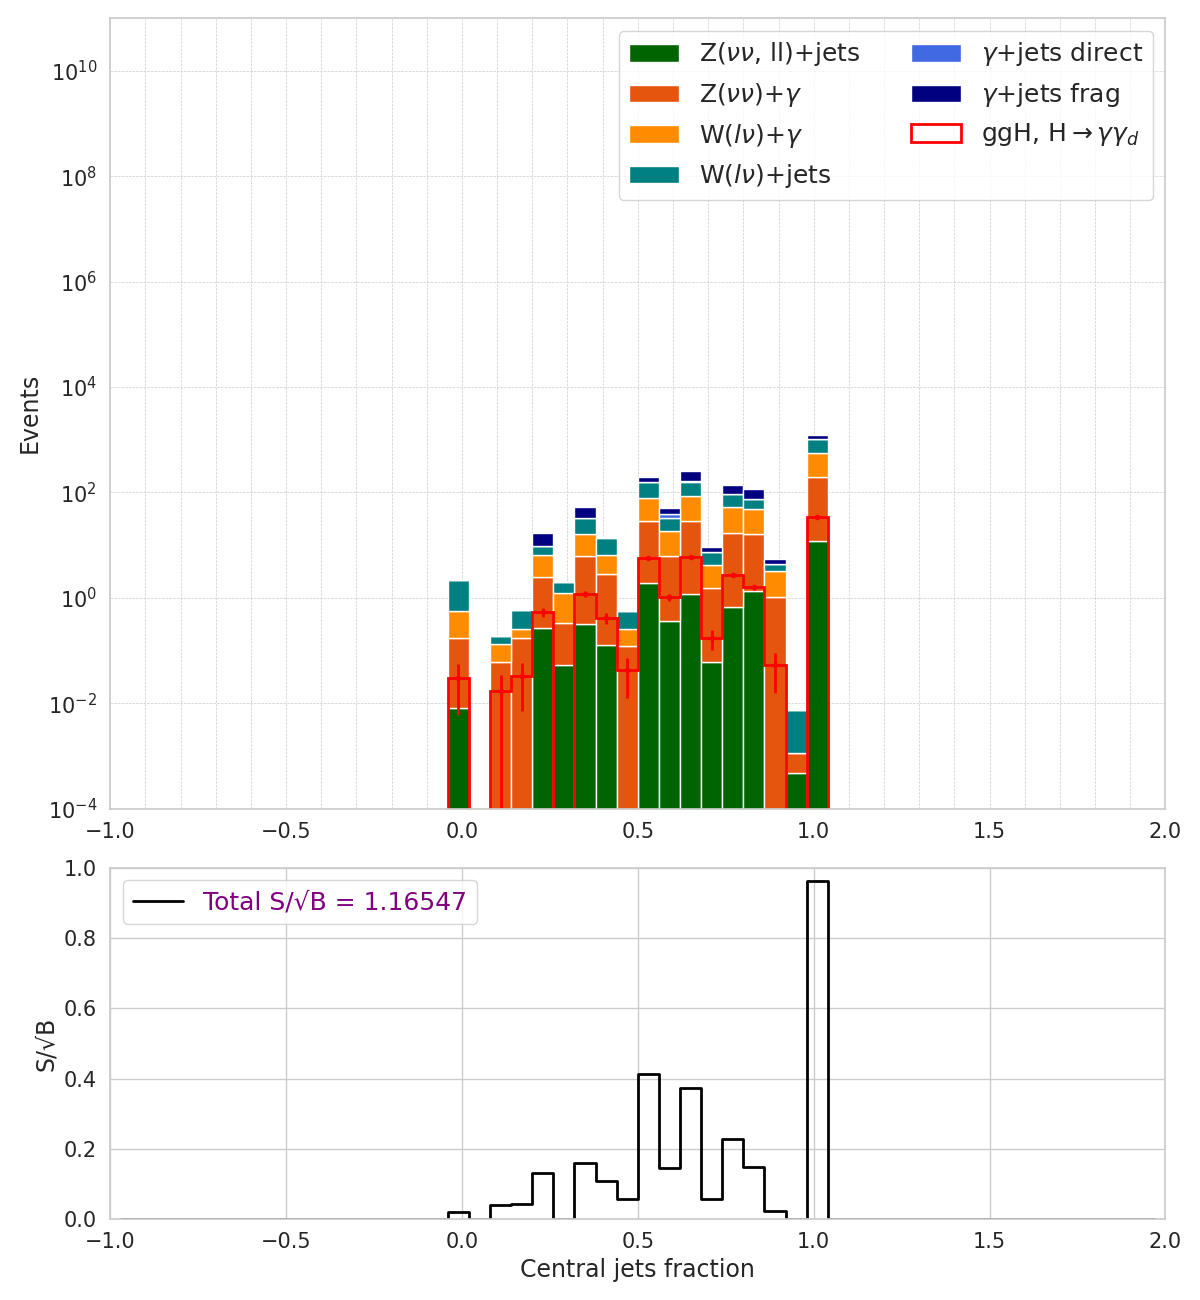 Z(νν, ll)+jets
Z(νν)+γ
W(lν)+γ
W(lν)+jets
γ+jets direct
γ+jets frag
ggH, H→γγ_d
Events
10^10
10^8
10^6
10^4
10^2
10^0
10^−2
10^−4
−1.0 −0.5 0.0 0.5 1.0 1.5 2.0
Total S/√B = 1.16547
S/√B
1.0
0.8
0.6
0.4
0.2
0.0
−1.0 −0.5 0.0 0.5 1.0 1.5 2.0
Central jets fraction